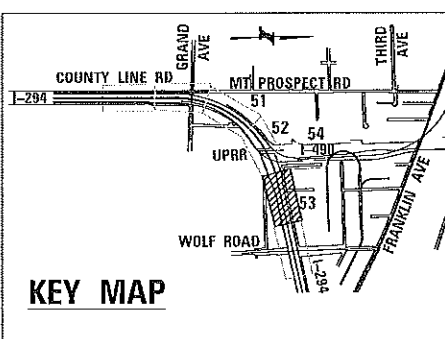 GRAND AVE
THIRD AVE
N
COUNTY LINE RD
MT PROSPECT RD
I-294
51
52
54
I-490
UPRR
53
FRANKLIN AVE
WOLF ROAD
I-294
KEY MAP